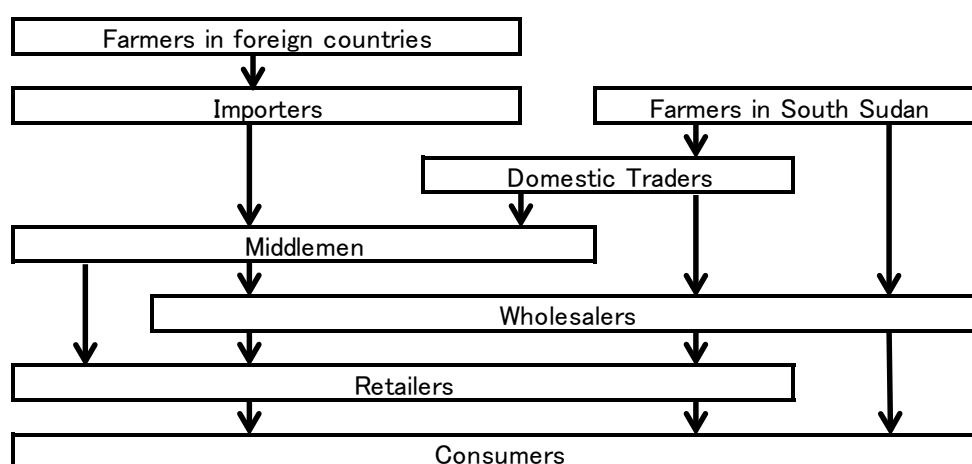 Farmers in foreign countries
Importers
Farmers in South Sudan
Domestic Traders
Middlemen
Wholesalers
Retailers
Consumers